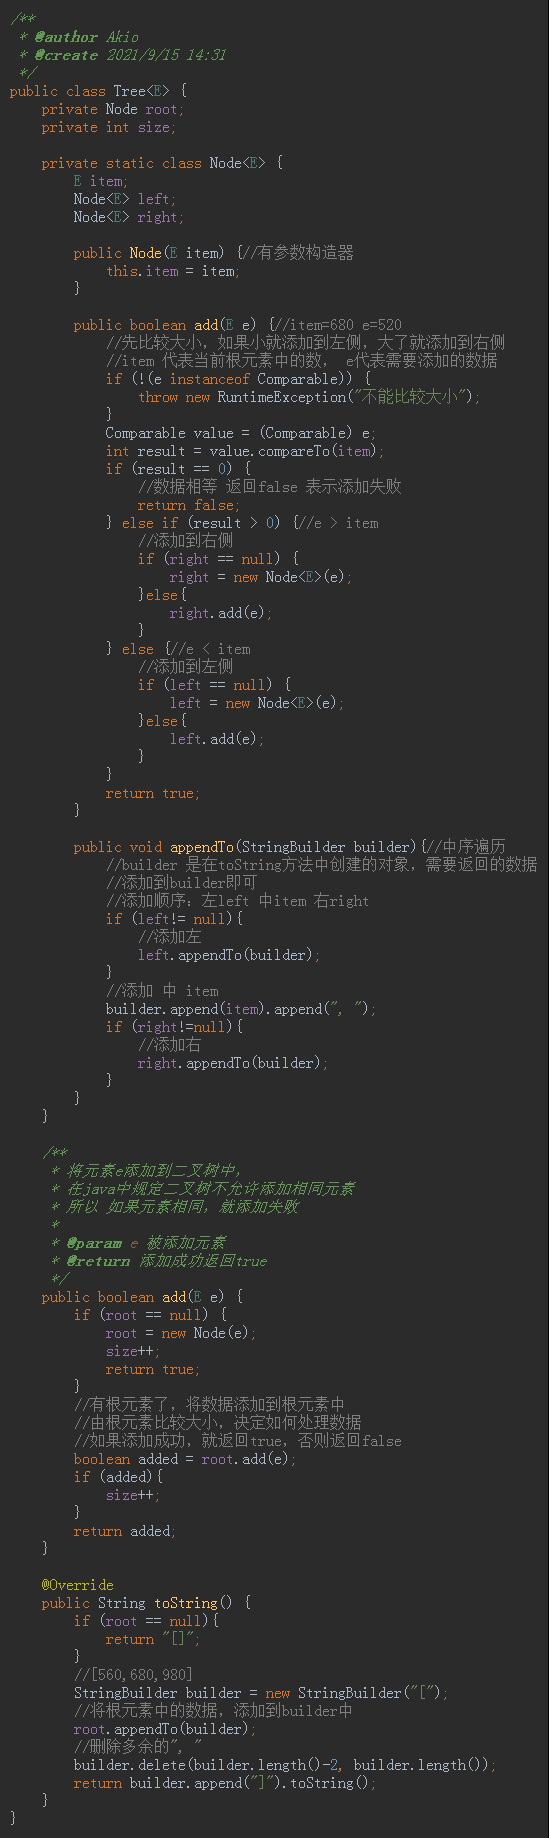 /**
 * @author Akio
 * @create 2021/9/15 14:31
 */
public class Tree<E> {
    private Node root;
    private int size;

    private static class Node<E> {
        E item;
        Node<E> left;
        Node<E> right;

        public Node(E item) {//有参数构造器
            this.item = item;
        }

        public boolean add(E e) {//item=680 e=520
            //先比较大小，如果小就添加到左侧，大了就添加到右侧
            //item 代表当前根元素中的数， e代表需要添加的数据
            if (!(e instanceof Comparable)) {
                throw new RuntimeException("不能比较大小");
            }
            Comparable value = (Comparable) e;
            int result = value.compareTo(item);
            if (result == 0) {
                //数据相等 返回false 表示添加失败
                return false;
            } else if (result > 0) {//e > item
                //添加到右侧
                if (right == null) {
                    right = new Node<E>(e);
                }else{
                    right.add(e);
                }
            } else {//e < item
                //添加到左侧
                if (left == null) {
                    left = new Node<E>(e);
                }else{
                    left.add(e);
                }
            }
            return true;
        }

        public void appendTo(StringBuilder builder){//中序遍历
            //builder 是在toString方法中创建的对象，需要返回的数据
            //添加到builder即可
            //添加顺序：左left 中item 右right
            if (left!= null){
                //添加左
                left.appendTo(builder);
            }
            //添加 中 item
            builder.append(item).append(", ");
            if (right!=null){
                //添加右
                right.appendTo(builder);
            }
        }
    }

    /**
     * 将元素e添加到二叉树中，
     * 在java中规定二叉树不允许添加相同元素
     * 所以 如果元素相同，就添加失败
     *
     * @param e 被添加元素
     * @return 添加成功返回true
     */
    public boolean add(E e) {
        if (root == null) {
            root = new Node(e);
            size++;
            return true;
        }
        //有根元素了，将数据添加到根元素中
        //由根元素比较大小，决定如何处理数据
        //如果添加成功，就返回true，否则返回false
        boolean added = root.add(e);
        if (added){
            size++;
        }
        return added;
    }

    @Override
    public String toString() {
        if (root == null){
            return "[]";
        }
        //[560,680,980]
        StringBuilder builder = new StringBuilder("[");
        //将根元素中的数据，添加到builder中
        root.appendTo(builder);
        //删除多余的", "
        builder.delete(builder.length()-2, builder.length());
        return builder.append("]").toString();
    }
}